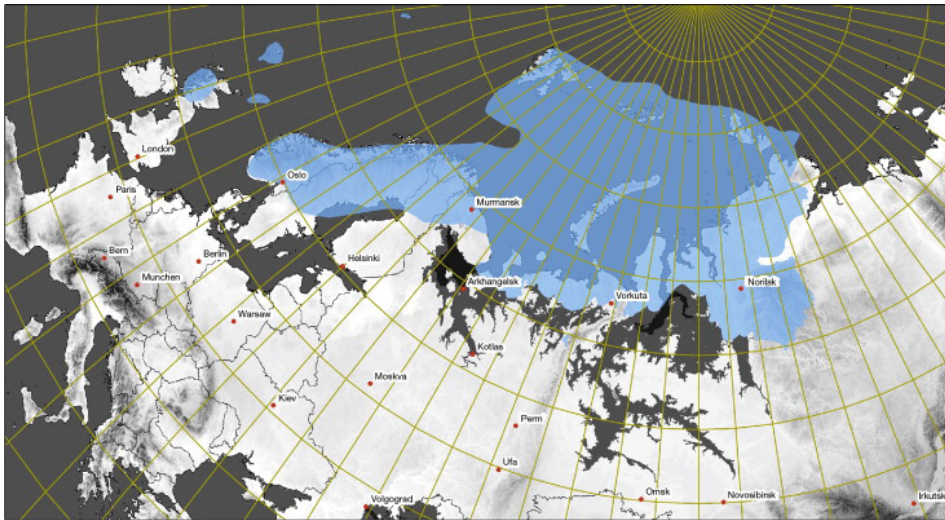 London
Paris
Oslo
Murmansk
Bern
Berlin
Helsinki
Munchen
Arkhangelsk
Vorkuta
Norilsk
Warsaw
Kotlas
Moskva
Kiev
Perm
Ufa
Omsk
Novosibirsk
Volgograd
Irkutsk